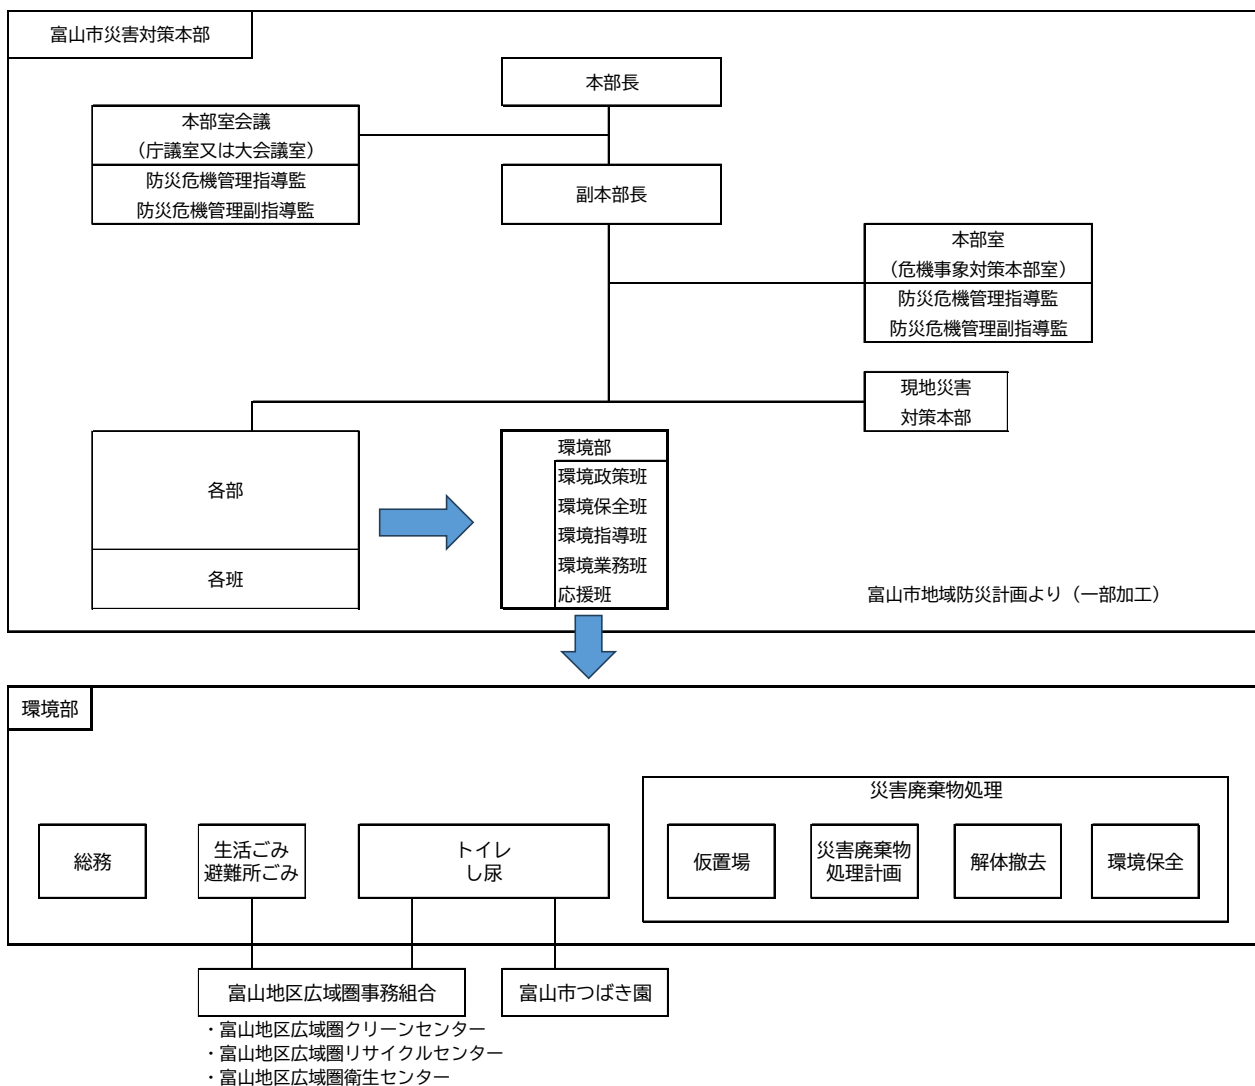 富山市災害対策本部
本部長
本部室会議
（庁議室又は大会議室）
防災危機管理指導監
防災危機管理副指導監
副本部長
本部室
（危機事象対策本部室）
防災危機管理指導監
防災危機管理副指導監
現地災害
対策本部
各部
各班
環境部
環境政策班
環境保全班
環境指導班
環境業務班
応援班
富山市地域防災計画より（一部加工）
環境部
総務
生活ごみ
避難所ごみ
トイレ
し尿
災害廃棄物処理
仮置場
災害廃棄物
処理計画
解体撤去
環境保全
富山地区広域圏事務組合
富山市つばき園
・富山地区広域圏クリーンセンター
・富山地区広域圏リサイクルセンター
・富山地区広域圏衛生センター